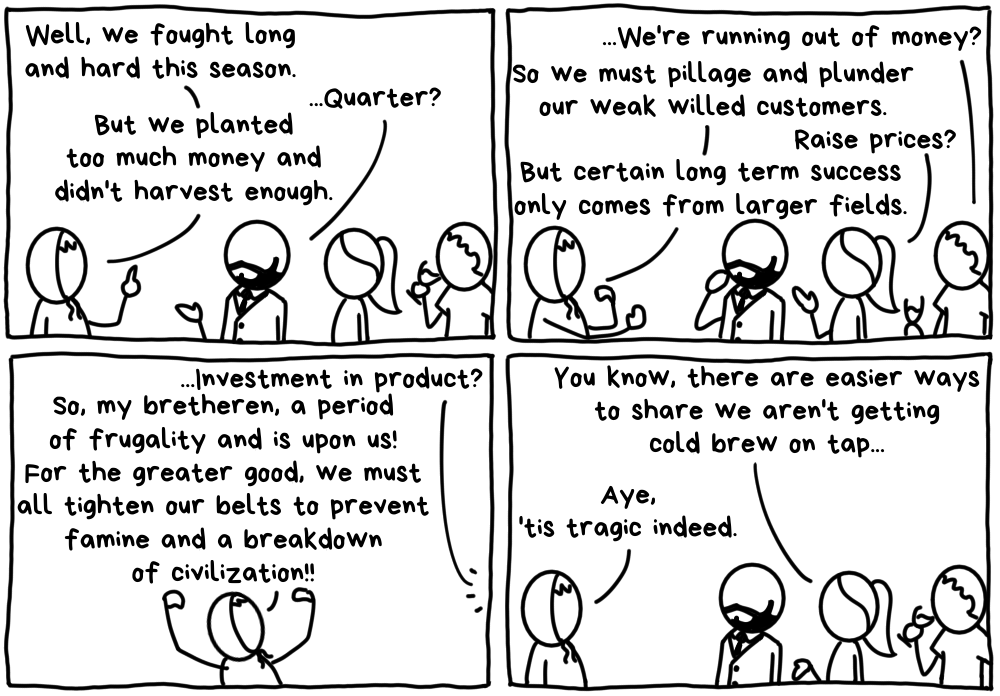 Well, we fought long
and hard this season.
...Quarter?
But we planted
too much money and
didn't harvest enough.
...We're running out of money?
So we must pillage and plunder
our weak willed customers.
Raise prices?
But certain long term success
only comes from larger fields.
...Investment in product?
So, my bretheren, a period
of frugality and is upon us!
For the greater good, we must
all tighten our belts to prevent
famine and a breakdown
of civilization!!
You know, there are easier ways
to share we aren't getting
cold brew on tap...
Aye,
'tis tragic indeed.